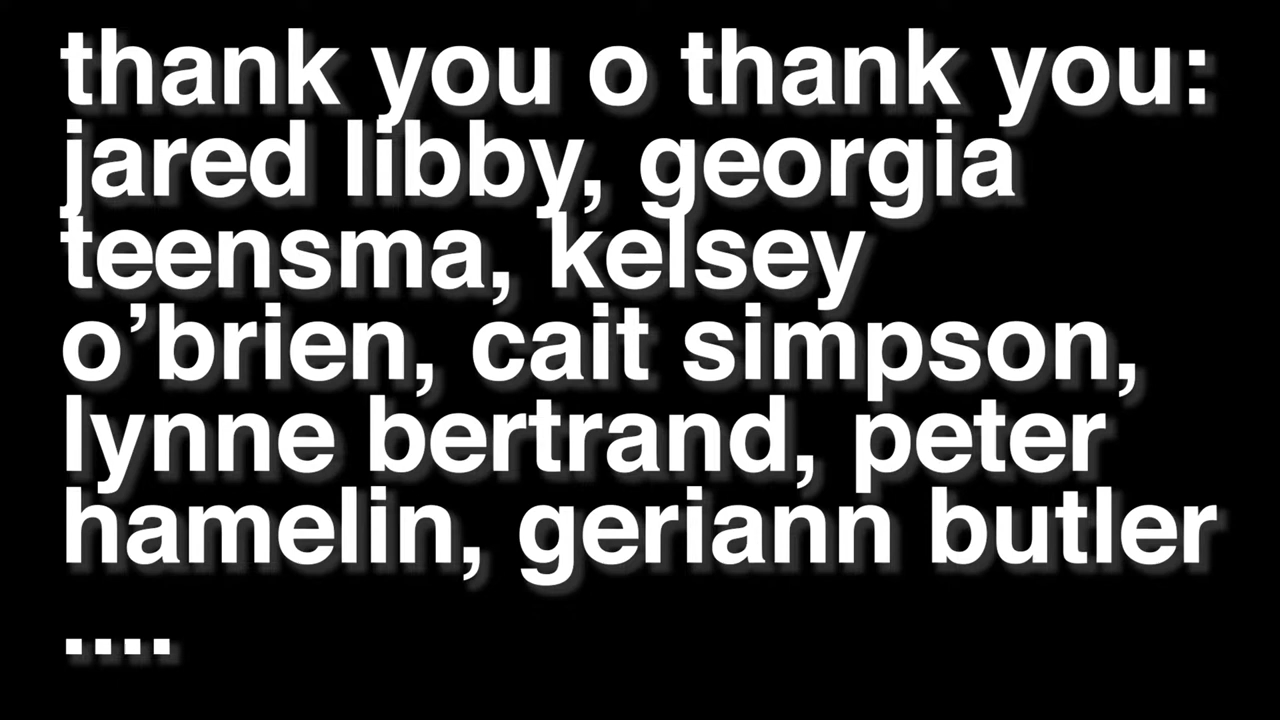 thank you o thank you:
jared libby, georgia
teensma, kelsey
o’brien, cait simpson,
lynne bertrand, peter
hamelin, geriann butler
....